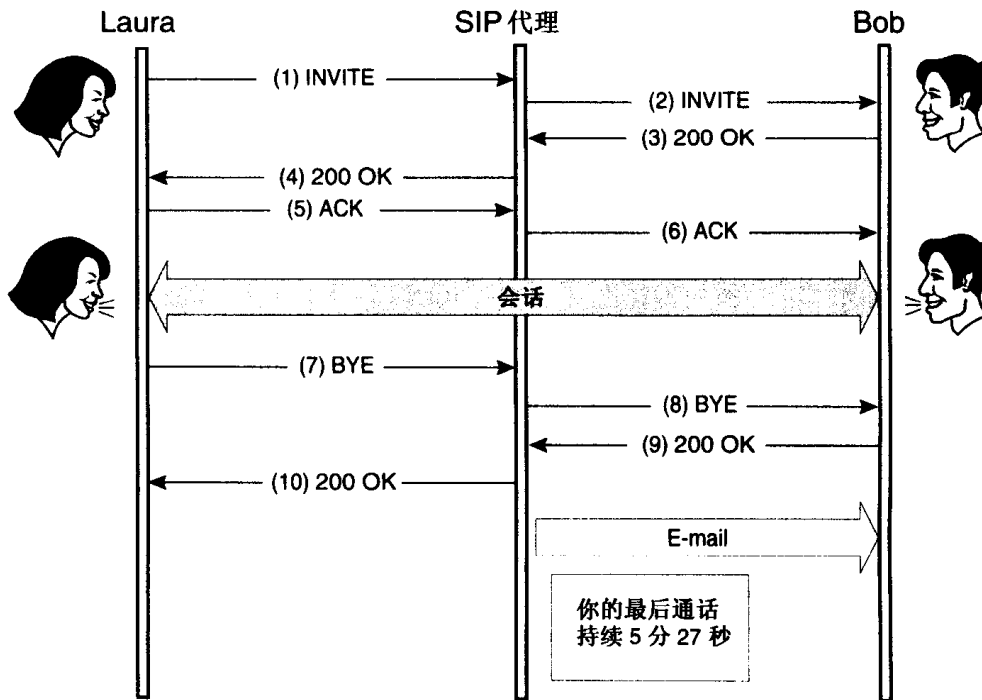 Laura
SIP 代理
Bob
(1) INVITE
(2) INVITE
(3) 200 OK
(4) 200 OK
(5) ACK
(6) ACK
会话
(7) BYE
(8) BYE
(9) 200 OK
(10) 200 OK
E-mail
你的最后通话
持续 5 分 27 秒